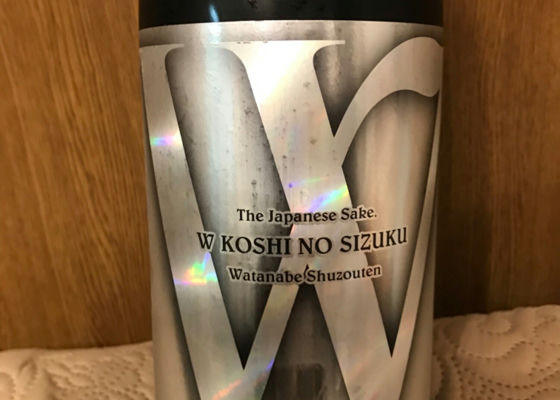 W
The Japanese Sake.
W KOSHI NO SIZUKU
Watanabe Shuzouten